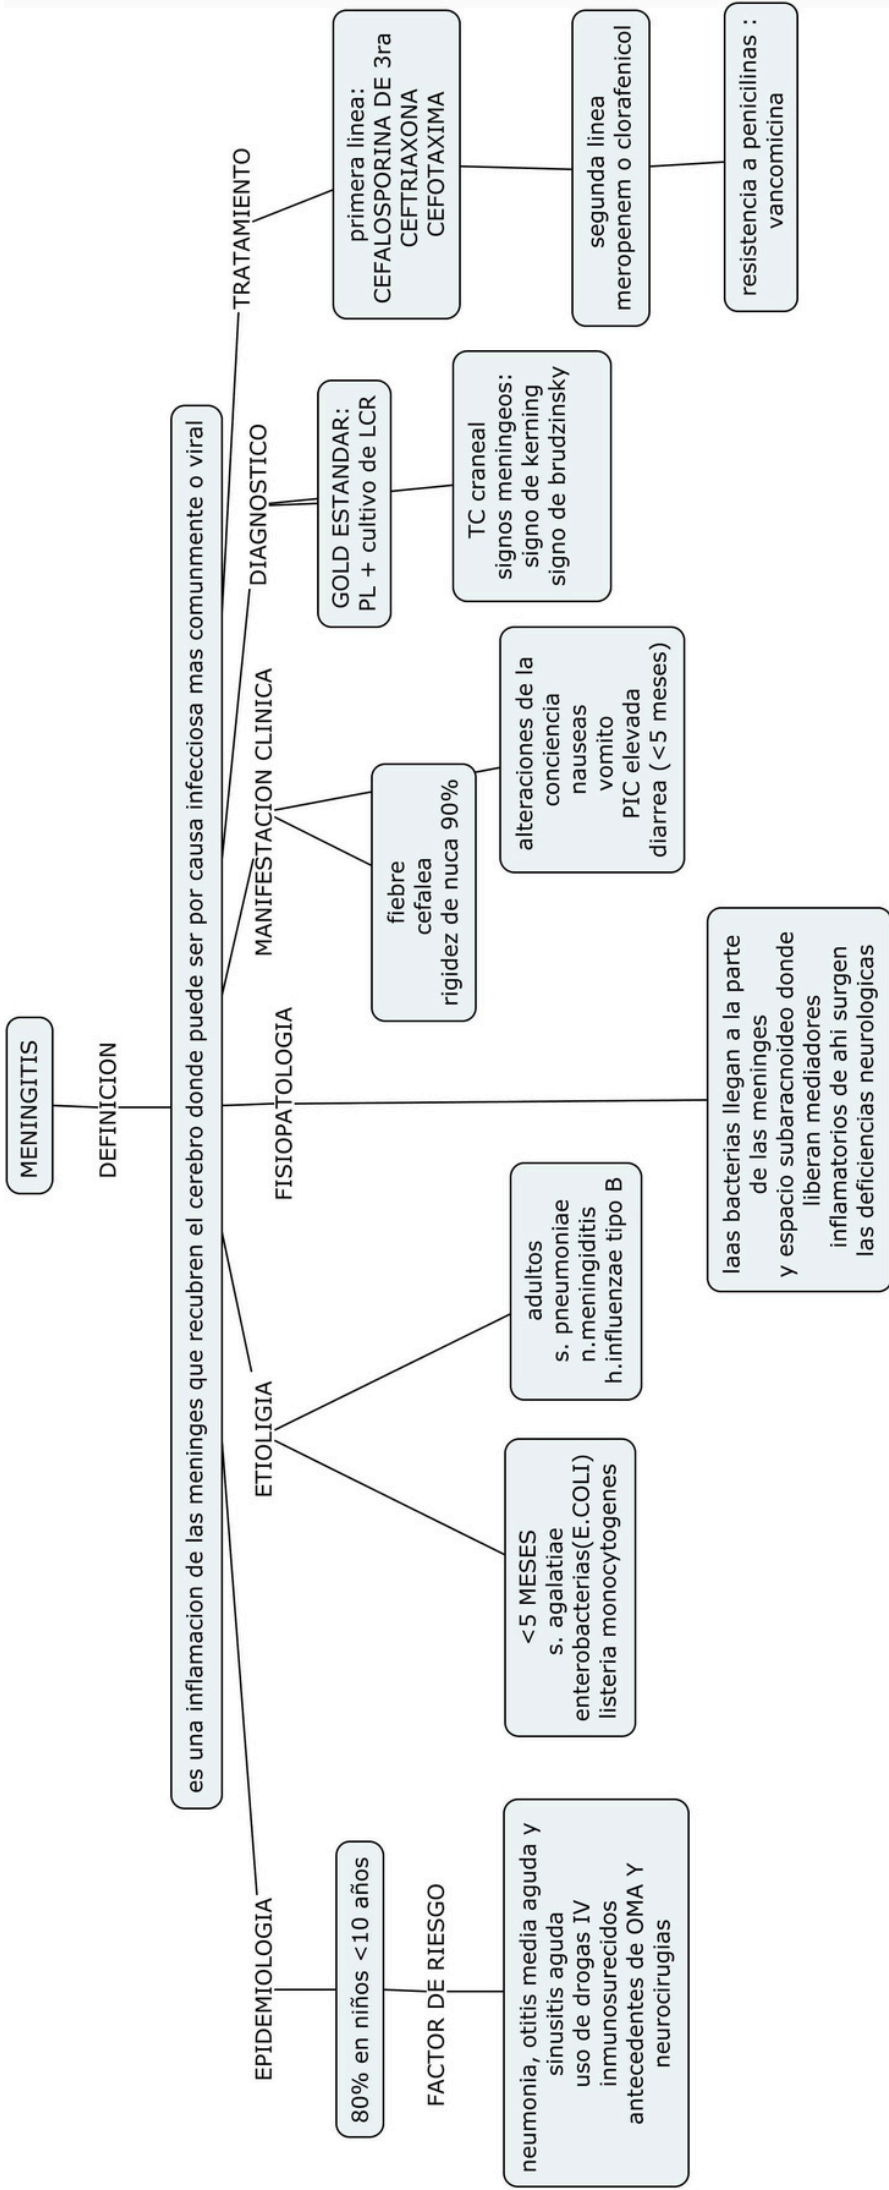 MENINGITIS
DEFINICION
es una inflamacion de las meninges que recubren el cerebro donde puede ser por causa infecciosa mas comunmente o viral
EPIDEMIOLOGIA
80% en niños <10 años
FACTOR DE RIESGO
neumonia, otitis media aguda y
sinusitis aguda
uso de drogas IV
inmunosurecidos
antecedentes de OMA Y
neurocirugias
ETIOLIGIA
<5 MESES
s. agalatiae
enterobacterias(E.COLI)
listeria monocytogenes
adultos
s. pneumoniae
n.meningiditis
h.influenzae tipo B
FISIOPATOLOGIA
laas bacterias llegan a la parte
de las meninges
y espacio subaracnoideo donde
liberan mediadores
inflamatorios de ahi surgen
las deficiencias neurologicas
MANIFESTACION CLINICA
fiebre
cefalea
rigidez de nuca 90%
alteraciones de la
conciencia
nauseas
vomito
PIC elevada
diarrea (<5 meses)
DIAGNOSTICO
GOLD ESTANDAR:
PL + cultivo de LCR
TC craneal
signos meningeos:
signo de kerning
signo de brudzinsky
TRATAMIENTO
primera linea:
CEFALOSPORINA DE 3ra
CEFTRIAXONA
CEFOTAXIMA
segunda linea
meropenem o clorafenicol
resistencia a penicilinas :
vancomicina